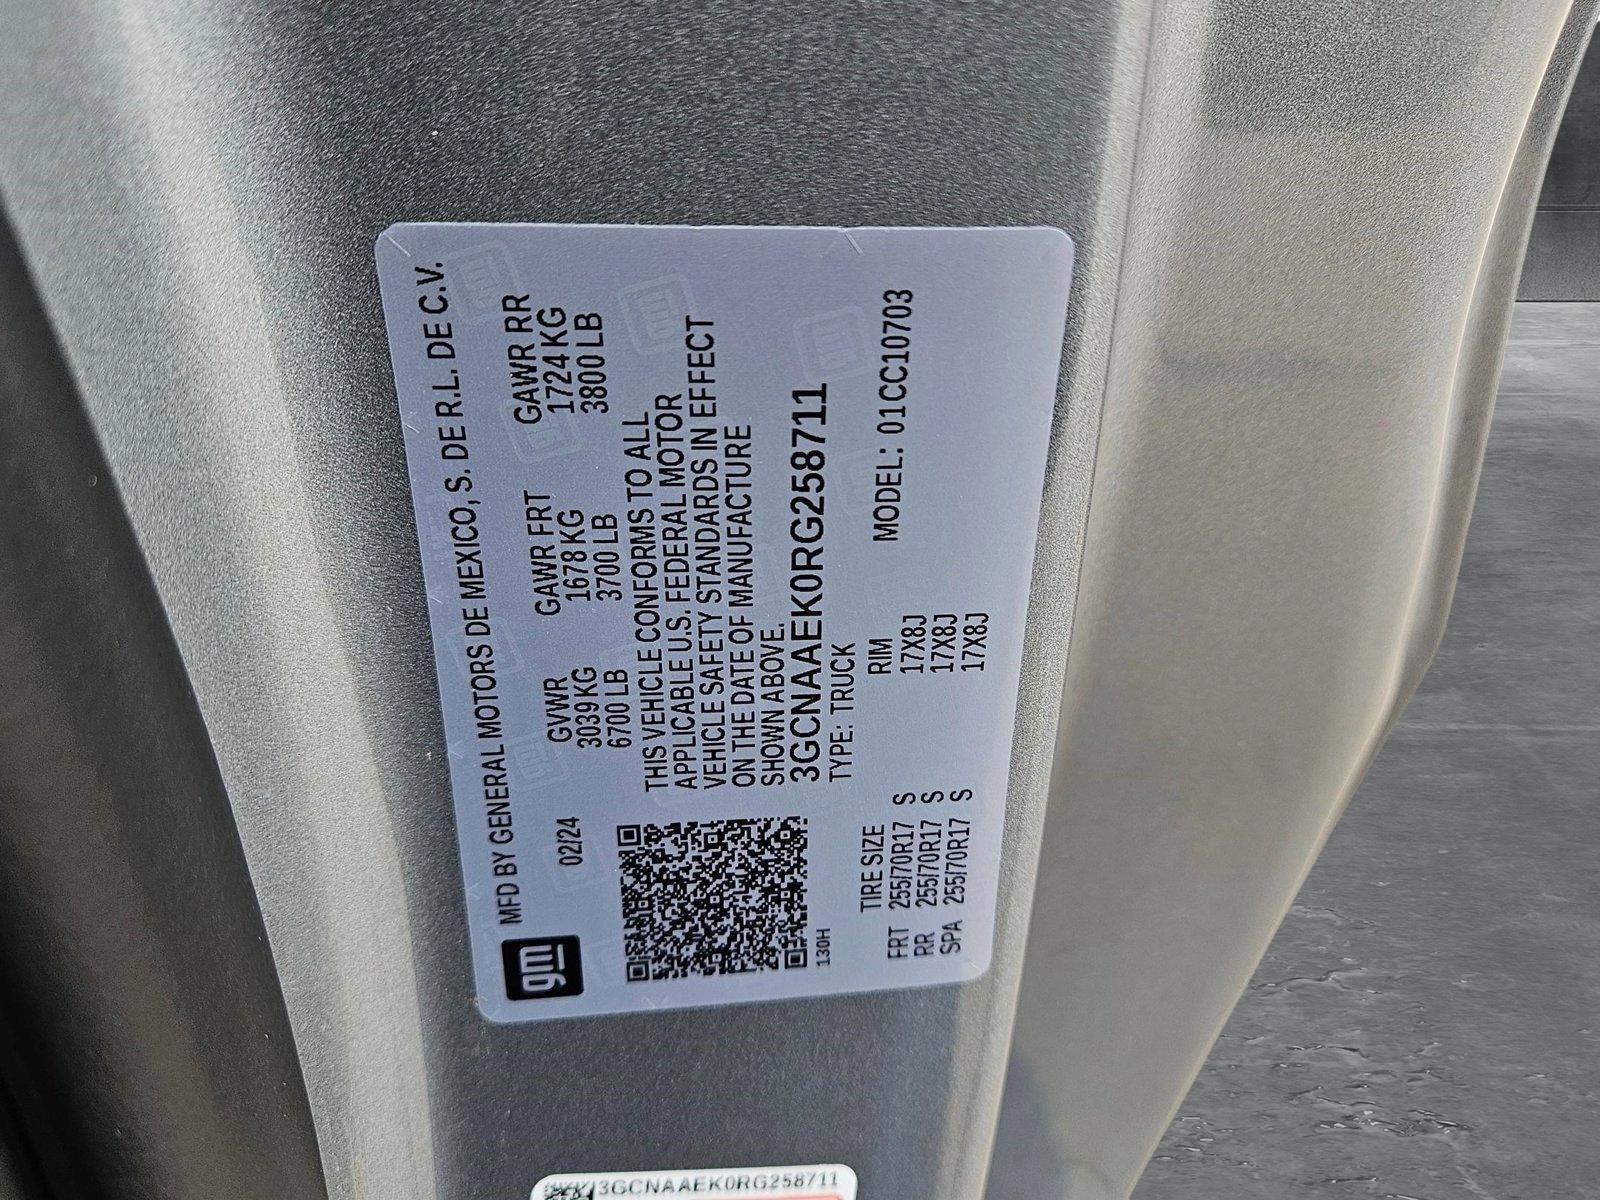 gm
MFD BY GENERAL MOTORS DE MEXICO, S. DE R.L. DE C.V.
02/24 GVWR GAWR FRT GAWR RR
3039 KG 1678 KG 1724 KG
6700 LB 3700 LB 3800 LB
THIS VEHICLE CONFORMS TO ALL
APPLICABLE U.S. FEDERAL MOTOR
VEHICLE SAFETY STANDARDS IN EFFECT
ON THE DATE OF MANUFACTURE
SHOWN ABOVE.
3GCNAAEK0RG258711
TYPE: TRUCK
130H
MODEL: 01CC10703
TIRE SIZE RIM
FRT 255/70R17 S 17X8J
RR 255/70R17 S 17X8J
SPA 255/70R17 S 17X8J
3GCNAAEK0RG258711